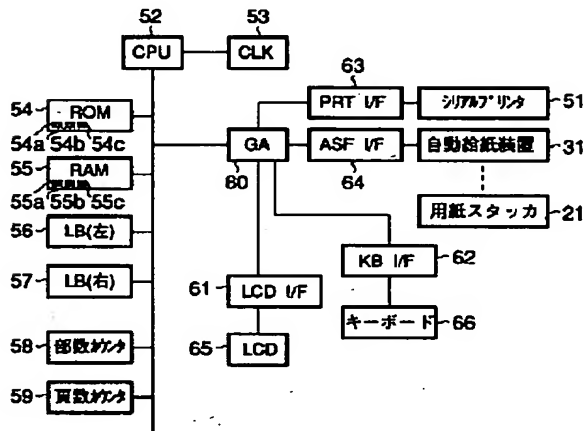 52
53
CPU
CLK
63
54
ROM
PRT I/F
シリアルプリンタ
51
54a
54b
54c
GA
ASF I/F
自動給紙装置
31
55
RAM
60
64
55a
55b
55c
用紙スタッカ
21
56
LB(左)
KB I/F
62
57
LB(右)
61
LCD I/F
キーボード
66
58
部数カウンタ
65
LCD
59
頁数カウンタ